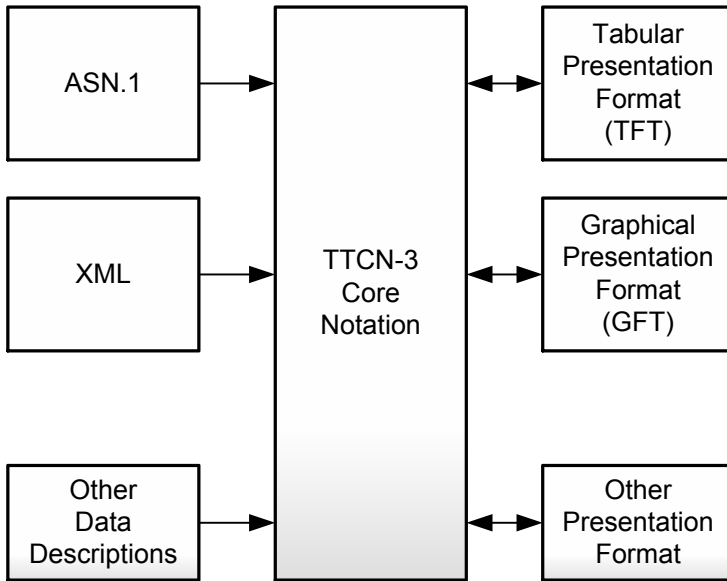 ASN.1
XML
Other
Data
Descriptions
TTCN-3
Core
Notation
Tabular
Presentation
Format
(TFT)
Graphical
Presentation
Format
(GFT)
Other
Presentation
Format